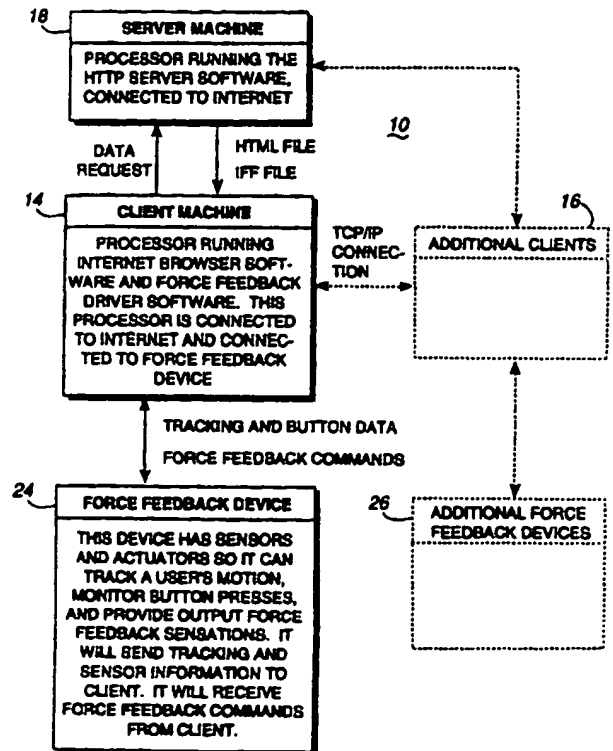 18
SERVER MACHINE
PROCESSOR RUNNING THE
HTTP SERVER SOFTWARE,
CONNECTED TO INTERNET
10
DATA
REQUEST
HTML FILE
IFF FILE
14
CLIENT MACHINE
PROCESSOR RUNNING
INTERNET BROWSER SOFT-
WARE AND FORCE FEEDBACK
DRIVER SOFTWARE. THIS
PROCESSOR IS CONNECTED
TO INTERNET AND CONNEC-
TED TO FORCE FEEDBACK
DEVICE
TCP/IP
CONNEC-
TION
16
ADDITIONAL CLIENTS
TRACKING AND BUTTON DATA
FORCE FEEDBACK COMMANDS
24
FORCE FEEDBACK DEVICE
THIS DEVICE HAS SENSORS
AND ACTUATORS SO IT CAN
TRACK A USER'S MOTION,
MONITOR BUTTON PRESSES,
AND PROVIDE OUTPUT FORCE
FEEDBACK SENSATIONS. IT
WILL SEND TRACKING AND
SENSOR INFORMATION TO
CLIENT. IT WILL RECEIVE
FORCE FEEDBACK COMMANDS
FROM CLIENT.
26
ADDITIONAL FORCE
FEEDBACK DEVICES